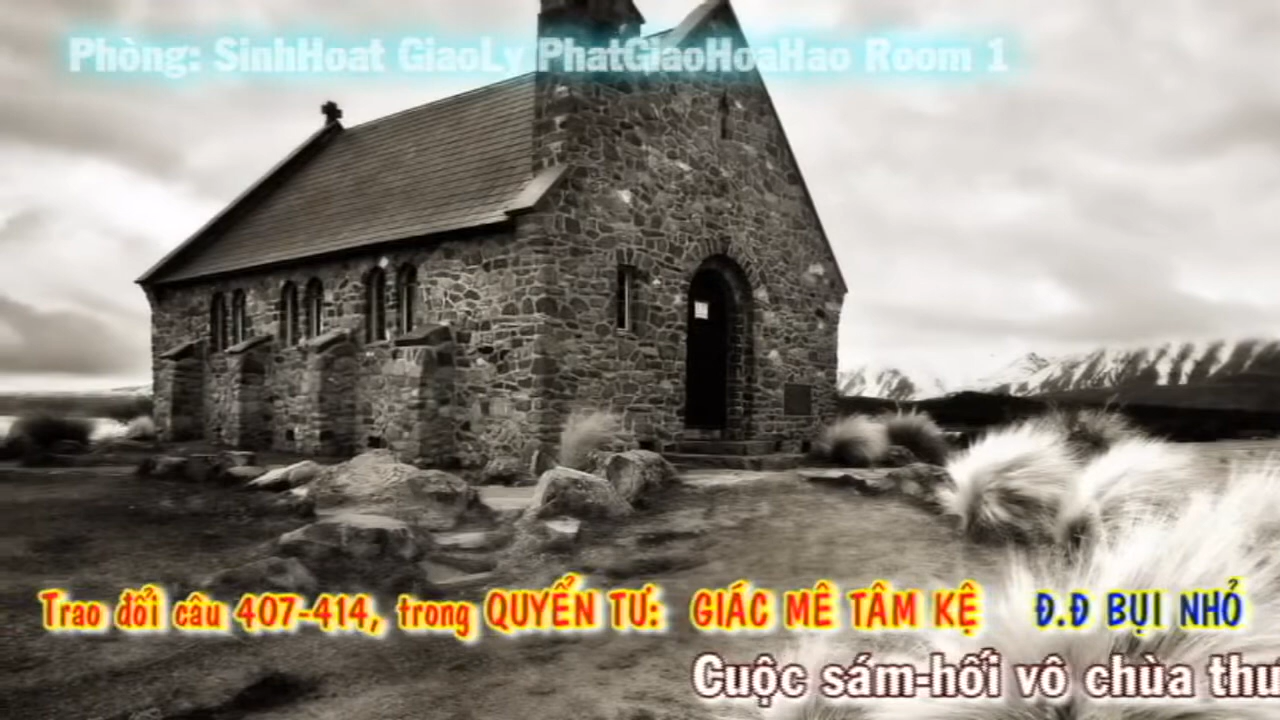 Phòng: SinhHoat GiaoLy PhatGiaoHoaHao Room 1
Trao đổi câu 407-414, trong QUYỂN TƯ: GIÁC MÊ TÂM KỆ Đ.Đ BỤI NHỎ
Cuộc sám-hối vô chùa